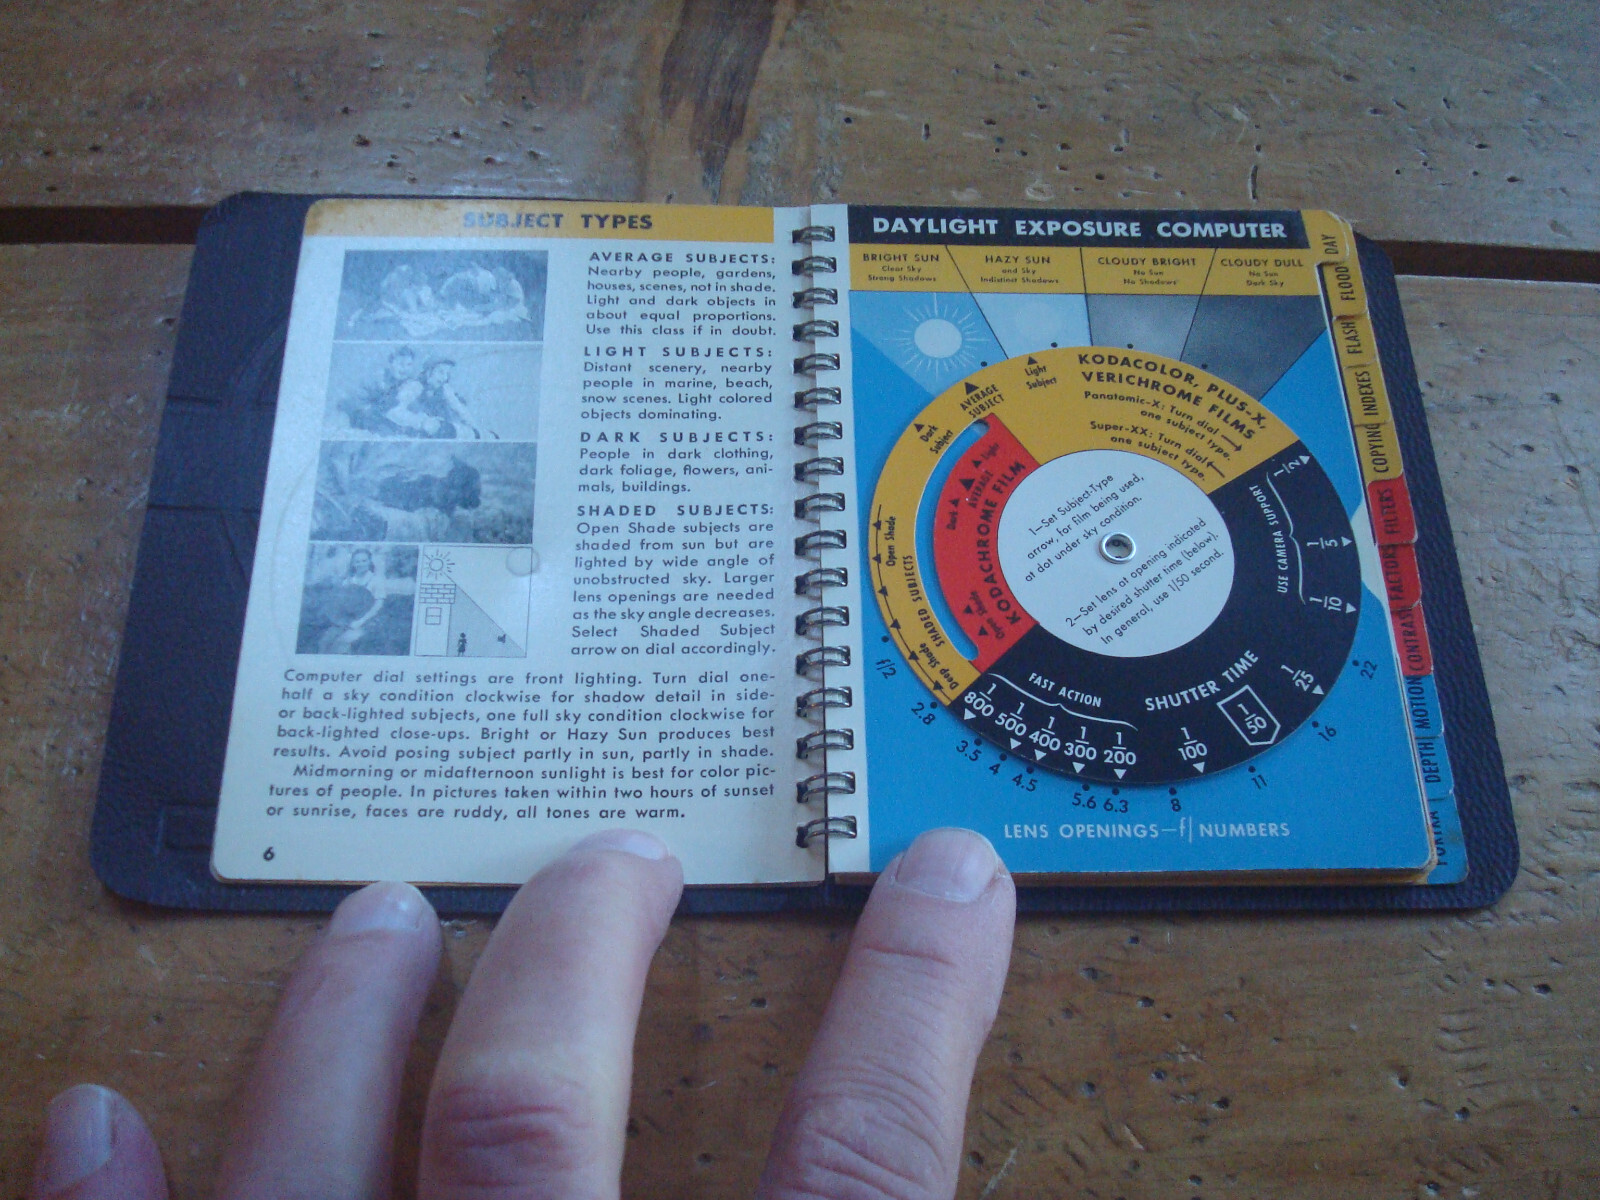 SUBJECT TYPES
AVERAGE SUBJECTS:
Nearby people, gardens,
houses, scenes, not in shade.
Light and dark objects in
about equal proportions.
Use this class if in doubt.
LIGHT SUBJECTS:
Distant scenery, nearby
people in marine, beach,
snow scenes. Light colored
objects dominating.
DARK SUBJECTS:
People in dark clothing,
dark foliage, flowers, ani-
mals, buildings.
SHADED SUBJECTS:
Open Shade subjects are
shaded from sun but are
lighted by wide angle of
unobstructed sky. Larger
lens openings are needed
as the sky angle decreases.
Select Shaded Subject
arrow on dial accordingly.
Computer dial settings are front lighting. Turn dial one-
half a sky condition clockwise for shadow detail in side-
or back-lighted subjects, one full sky condition clockwise for
back-lighted close-ups. Bright or Hazy Sun produces best
results. Avoid posing subject partly in sun, partly in shade.
Midmorning or midafternoon sunlight is best for color pic-
tures of people. In pictures taken within two hours of sunset
or sunrise, faces are ruddy, all tones are warm.
6
DAYLIGHT EXPOSURE COMPUTER
BRIGHT SUN
Clear Sky
Strong Shadows
HAZY SUN
and Sky
Indistinct Shadows
CLOUDY BRIGHT
No Sun
No Shadows
CLOUDY DULL
No Sun
Dark Sky
KODACOLOR, PLUS-X,
VERICHROME FILMS
Panatomic-X: Turn dial
one subject type.
Super-XX: Turn dial
one subject type.
Light
Subject
AVERAGE
SUBJECT
Dark
Subject
Open Shade
SHADED SUBJECTS
Deep Shade
Light
AVERAGE
Dark
Open Shade
KODACHROME FILM
1—Set Subject-Type
arrow, for film being used,
at dot under sky condition.
2—Set lens at opening indicated
by desired shutter time (below).
In general, use 1/50 second.
USE CAMERA SUPPORT
1/2
1/5
1/10
1/25
1/50
1/100
1/200
1/300
1/400
1/500
1/800
FAST ACTION
SHUTTER TIME
f/2
2.8
3.5
4
4.5
5.6
6.3
8
11
16
22
LENS OPENINGS—f/ NUMBERS
DAY
FLOOD
FLASH
INDEXES
COPYING
FILTERS
FACTORS
CONTRAST
MOTION
DEPTH
PORTRA